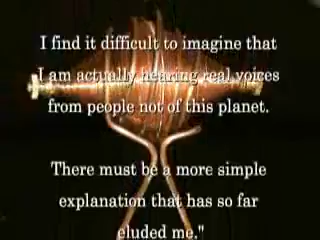 I find it difficult to imagine that
I am actually hearing real voices
from people not of this planet.
There must be a more simple
explanation that has so far
eluded me."